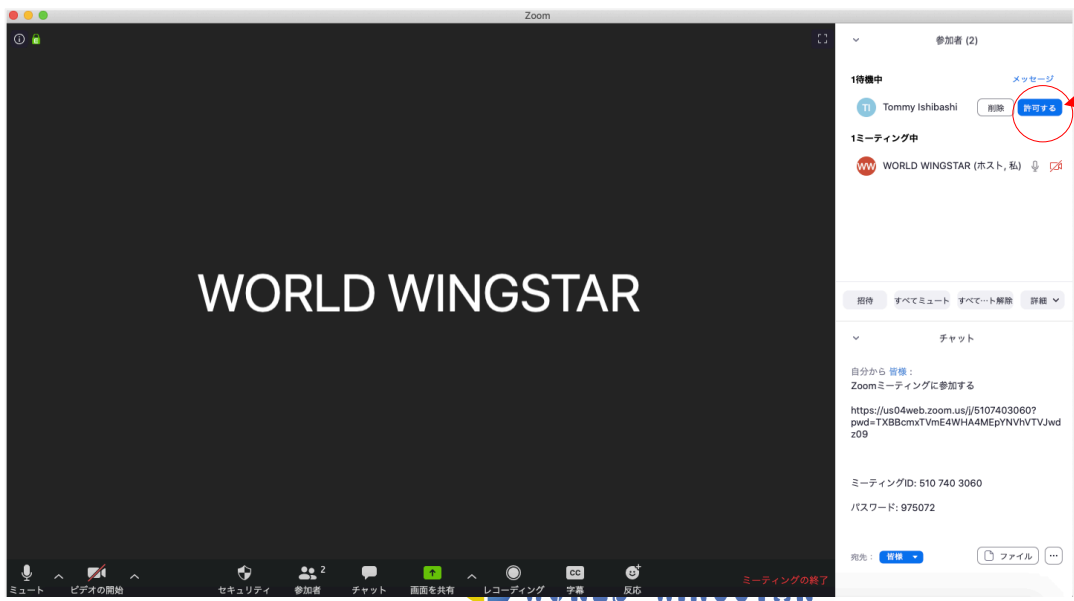 Zoom
参加者 (2)
1待機中
メッセージ
TI
Tommy Ishibashi
削除
許可する
1ミーティング中
WW
WORLD WINGSTAR (ホスト, 私)
WORLD WINGSTAR
招待
すべてミュート
すべて…ト解除
詳細
チャット
自分から 皆様 :
Zoomミーティングに参加する
https://us04web.zoom.us/j/5107403060?
pwd=TXBBcmxTVmE4WHA4MEpYNVhVTVJwd
z09
ミーティングID: 510 740 3060
パスワード: 975072
宛先 :
皆様
ファイル
ミュート
ビデオの開始
セキュリティ
2
参加者
チャット
画面を共有
レコーディング
CC
字幕
反応
ミーティングの終了